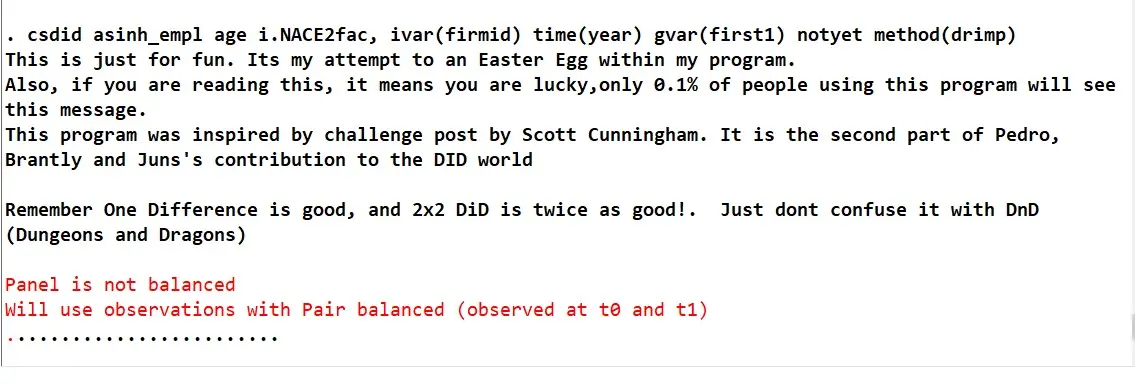 . csdid asinh_empl age i.NACE2fac, ivar(firmid) time(year) gvar(first1) notyet method(drimp)
This is just for fun. Its my attempt to an Easter Egg within my program.
Also, if you are reading this, it means you are lucky,only 0.1% of people using this program will see
this message.
This program was inspired by challenge post by Scott Cunningham. It is the second part of Pedro,
Brantly and Juns's contribution to the DID world
Remember One Difference is good, and 2x2 DiD is twice as good!.  Just dont confuse it with DnD
(Dungeons and Dragons)
Panel is not balanced
Will use observations with Pair balanced (observed at t0 and t1)
.........................